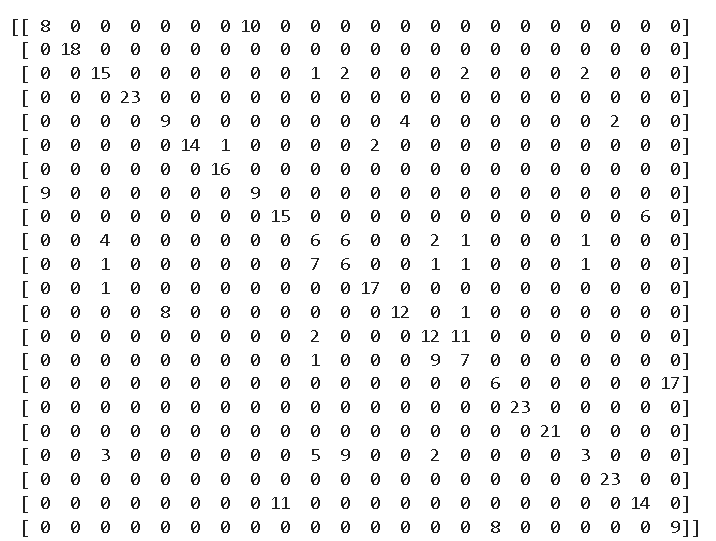 [[ 8  0  0  0  0  0  0 10  0  0  0  0  0  0  0  0  0  0  0  0  0  0]
[ 0 18  0  0  0  0  0  0  0  0  0  0  0  0  0  0  0  0  0  0  0  0]
[ 0  0 15  0  0  0  0  0  0  1  2  0  0  0  2  0  0  0  2  0  0  0]
[ 0  0  0 23  0  0  0  0  0  0  0  0  0  0  0  0  0  0  0  0  0  0]
[ 0  0  0  0  9  0  0  0  0  0  0  0  4  0  0  0  0  0  0  2  0  0]
[ 0  0  0  0  0 14  1  0  0  0  0  2  0  0  0  0  0  0  0  0  0  0]
[ 0  0  0  0  0  0 16  0  0  0  0  0  0  0  0  0  0  0  0  0  0  0]
[ 9  0  0  0  0  0  0  9  0  0  0  0  0  0  0  0  0  0  0  0  0  0]
[ 0  0  0  0  0  0  0  0 15  0  0  0  0  0  0  0  0  0  0  0  6  0]
[ 0  0  4  0  0  0  0  0  0  6  6  0  0  2  1  0  0  0  1  0  0  0]
[ 0  0  1  0  0  0  0  0  0  7  6  0  0  1  1  0  0  0  1  0  0  0]
[ 0  0  1  0  0  0  0  0  0  0  0 17  0  0  0  0  0  0  0  0  0  0]
[ 0  0  0  0  8  0  0  0  0  0  0  0 12  0  1  0  0  0  0  0  0  0]
[ 0  0  0  0  0  0  0  0  0  2  0  0  0 12 11  0  0  0  0  0  0  0]
[ 0  0  0  0  0  0  0  0  0  1  0  0  0  9  7  0  0  0  0  0  0  0]
[ 0  0  0  0  0  0  0  0  0  0  0  0  0  0  0  6  0  0  0  0  0 17]
[ 0  0  0  0  0  0  0  0  0  0  0  0  0  0  0  0 23  0  0  0  0  0]
[ 0  0  0  0  0  0  0  0  0  0  0  0  0  0  0  0  0 21  0  0  0  0]
[ 0  0  3  0  0  0  0  0  0  5  9  0  0  2  0  0  0  0  3  0  0  0]
[ 0  0  0  0  0  0  0  0  0  0  0  0  0  0  0  0  0  0  0 23  0  0]
[ 0  0  0  0  0  0  0  0 11  0  0  0  0  0  0  0  0  0  0  0 14  0]
[ 0  0  0  0  0  0  0  0  0  0  0  0  0  0  0  8  0  0  0  0  0  9]]